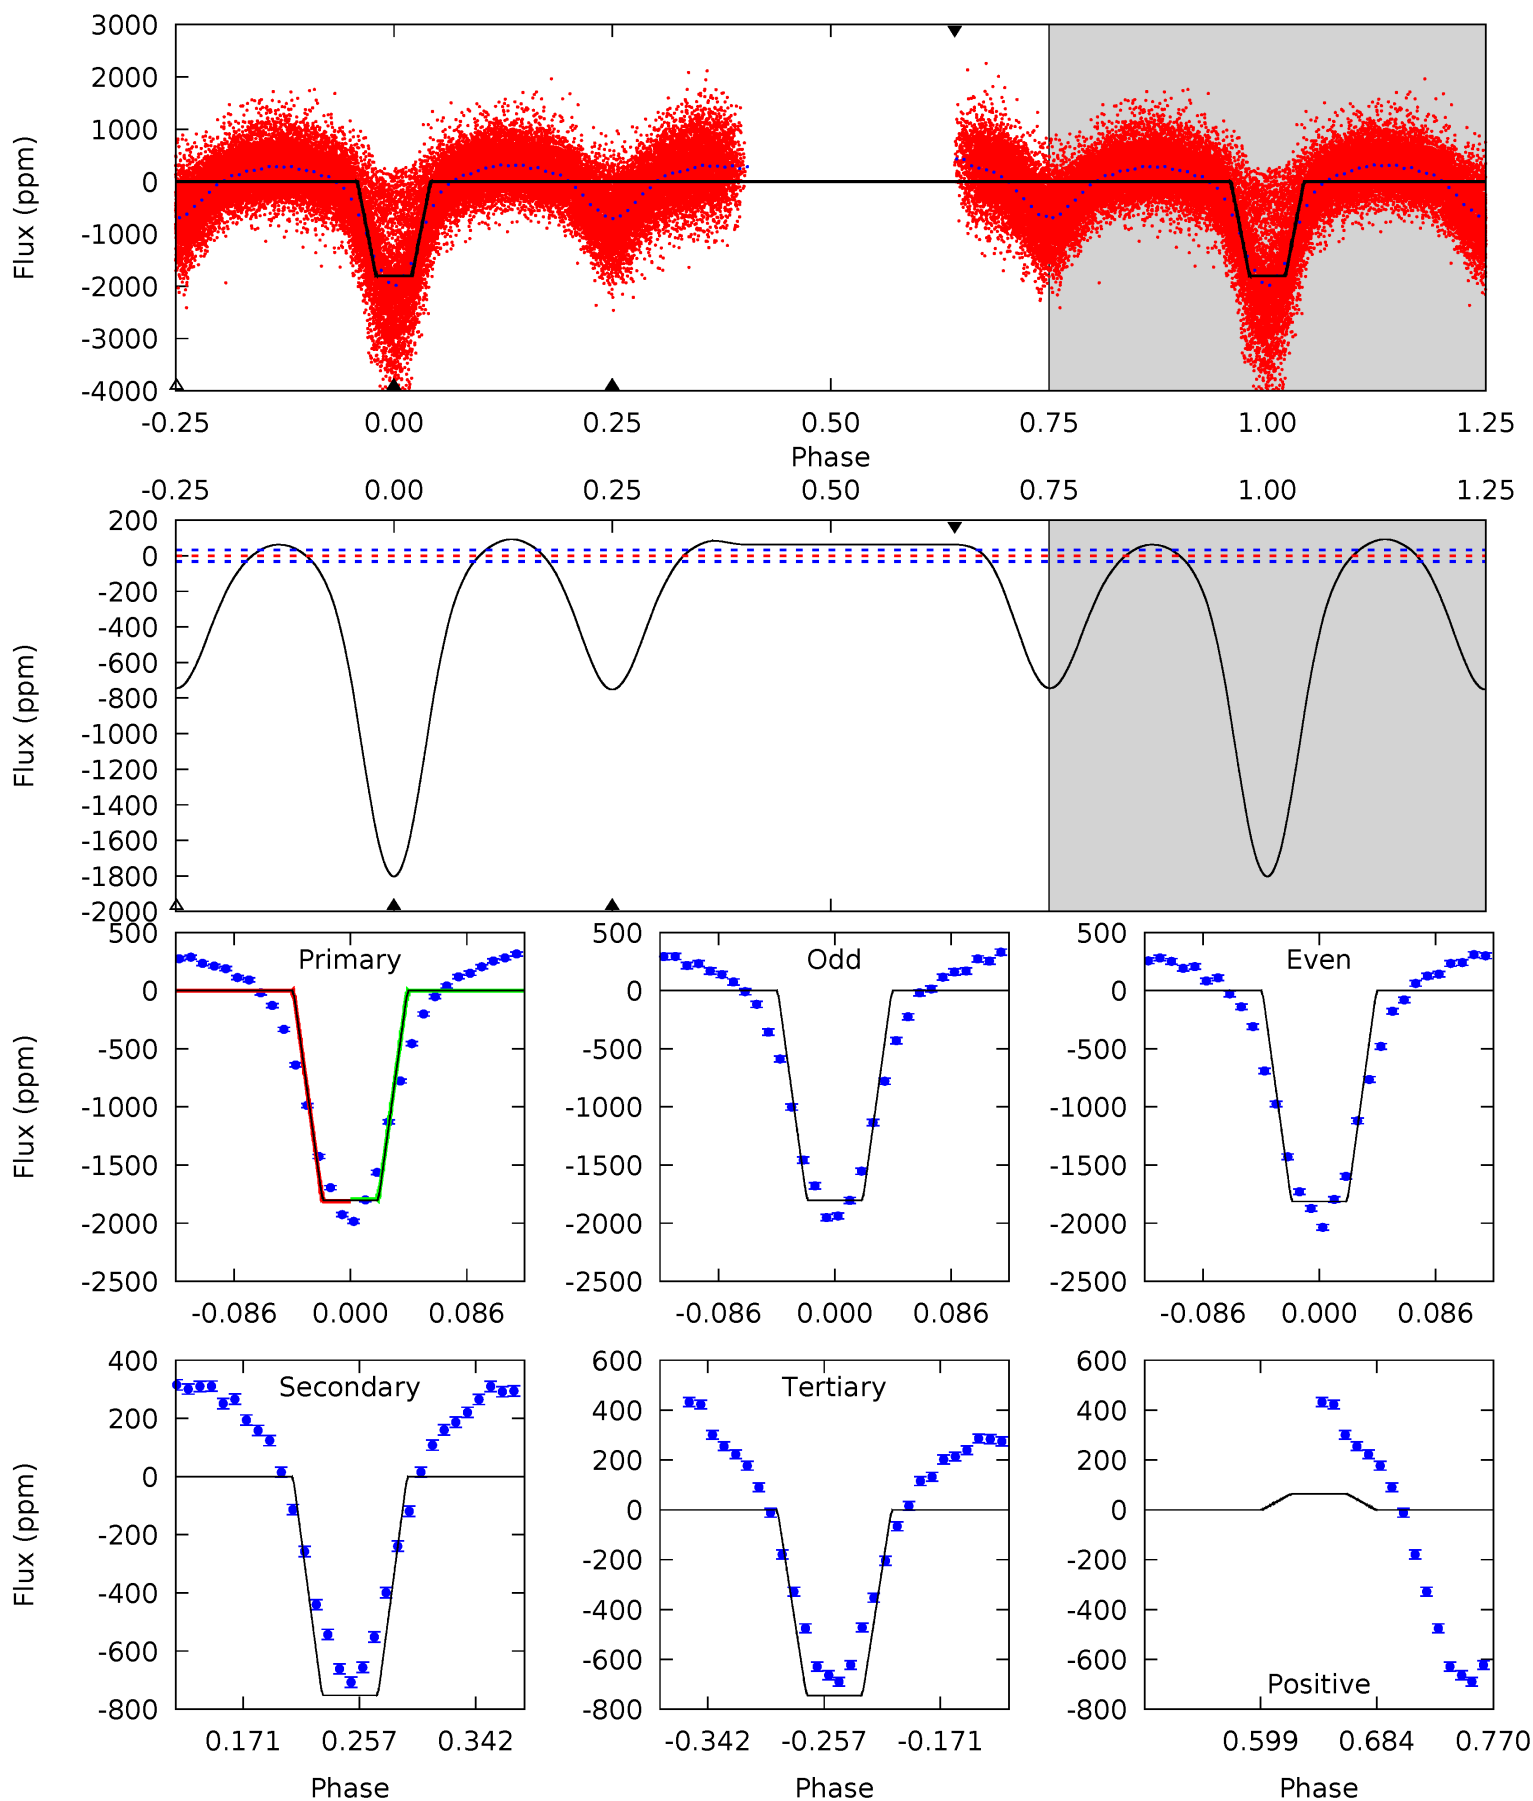 3000
2000
1000
0
-1000
-2000
-3000
-4000
Flux (ppm)
-0.25 0.00 0.25 0.50 0.75 1.00 1.25
Phase
-0.25 0.00 0.25 0.50 0.75 1.00 1.25
200
0
-200
-400
-600
-800
-1000
-1200
-1400
-1600
-1800
-2000
Flux (ppm)
Primary Odd Even
500 500 500
0 0 0
-500 -500 -500
-1000 -1000 -1000
-1500 -1500 -1500
-2000 -2000 -2000
-2500 -2500 -2500
Flux (ppm)
-0.086 0.000 0.086 -0.086 0.000 0.086 -0.086 0.000 0.086
Secondary Tertiary Positive
400 600 600
200 400 400
0 200 200
-200 0 0
-400 -200 -200
-600 -400 -400
-800 -600 -600
-800 -800
Flux (ppm)
0.171 0.257 0.342 -0.342 -0.257 -0.171 0.599 0.684 0.770
Phase Phase Phase